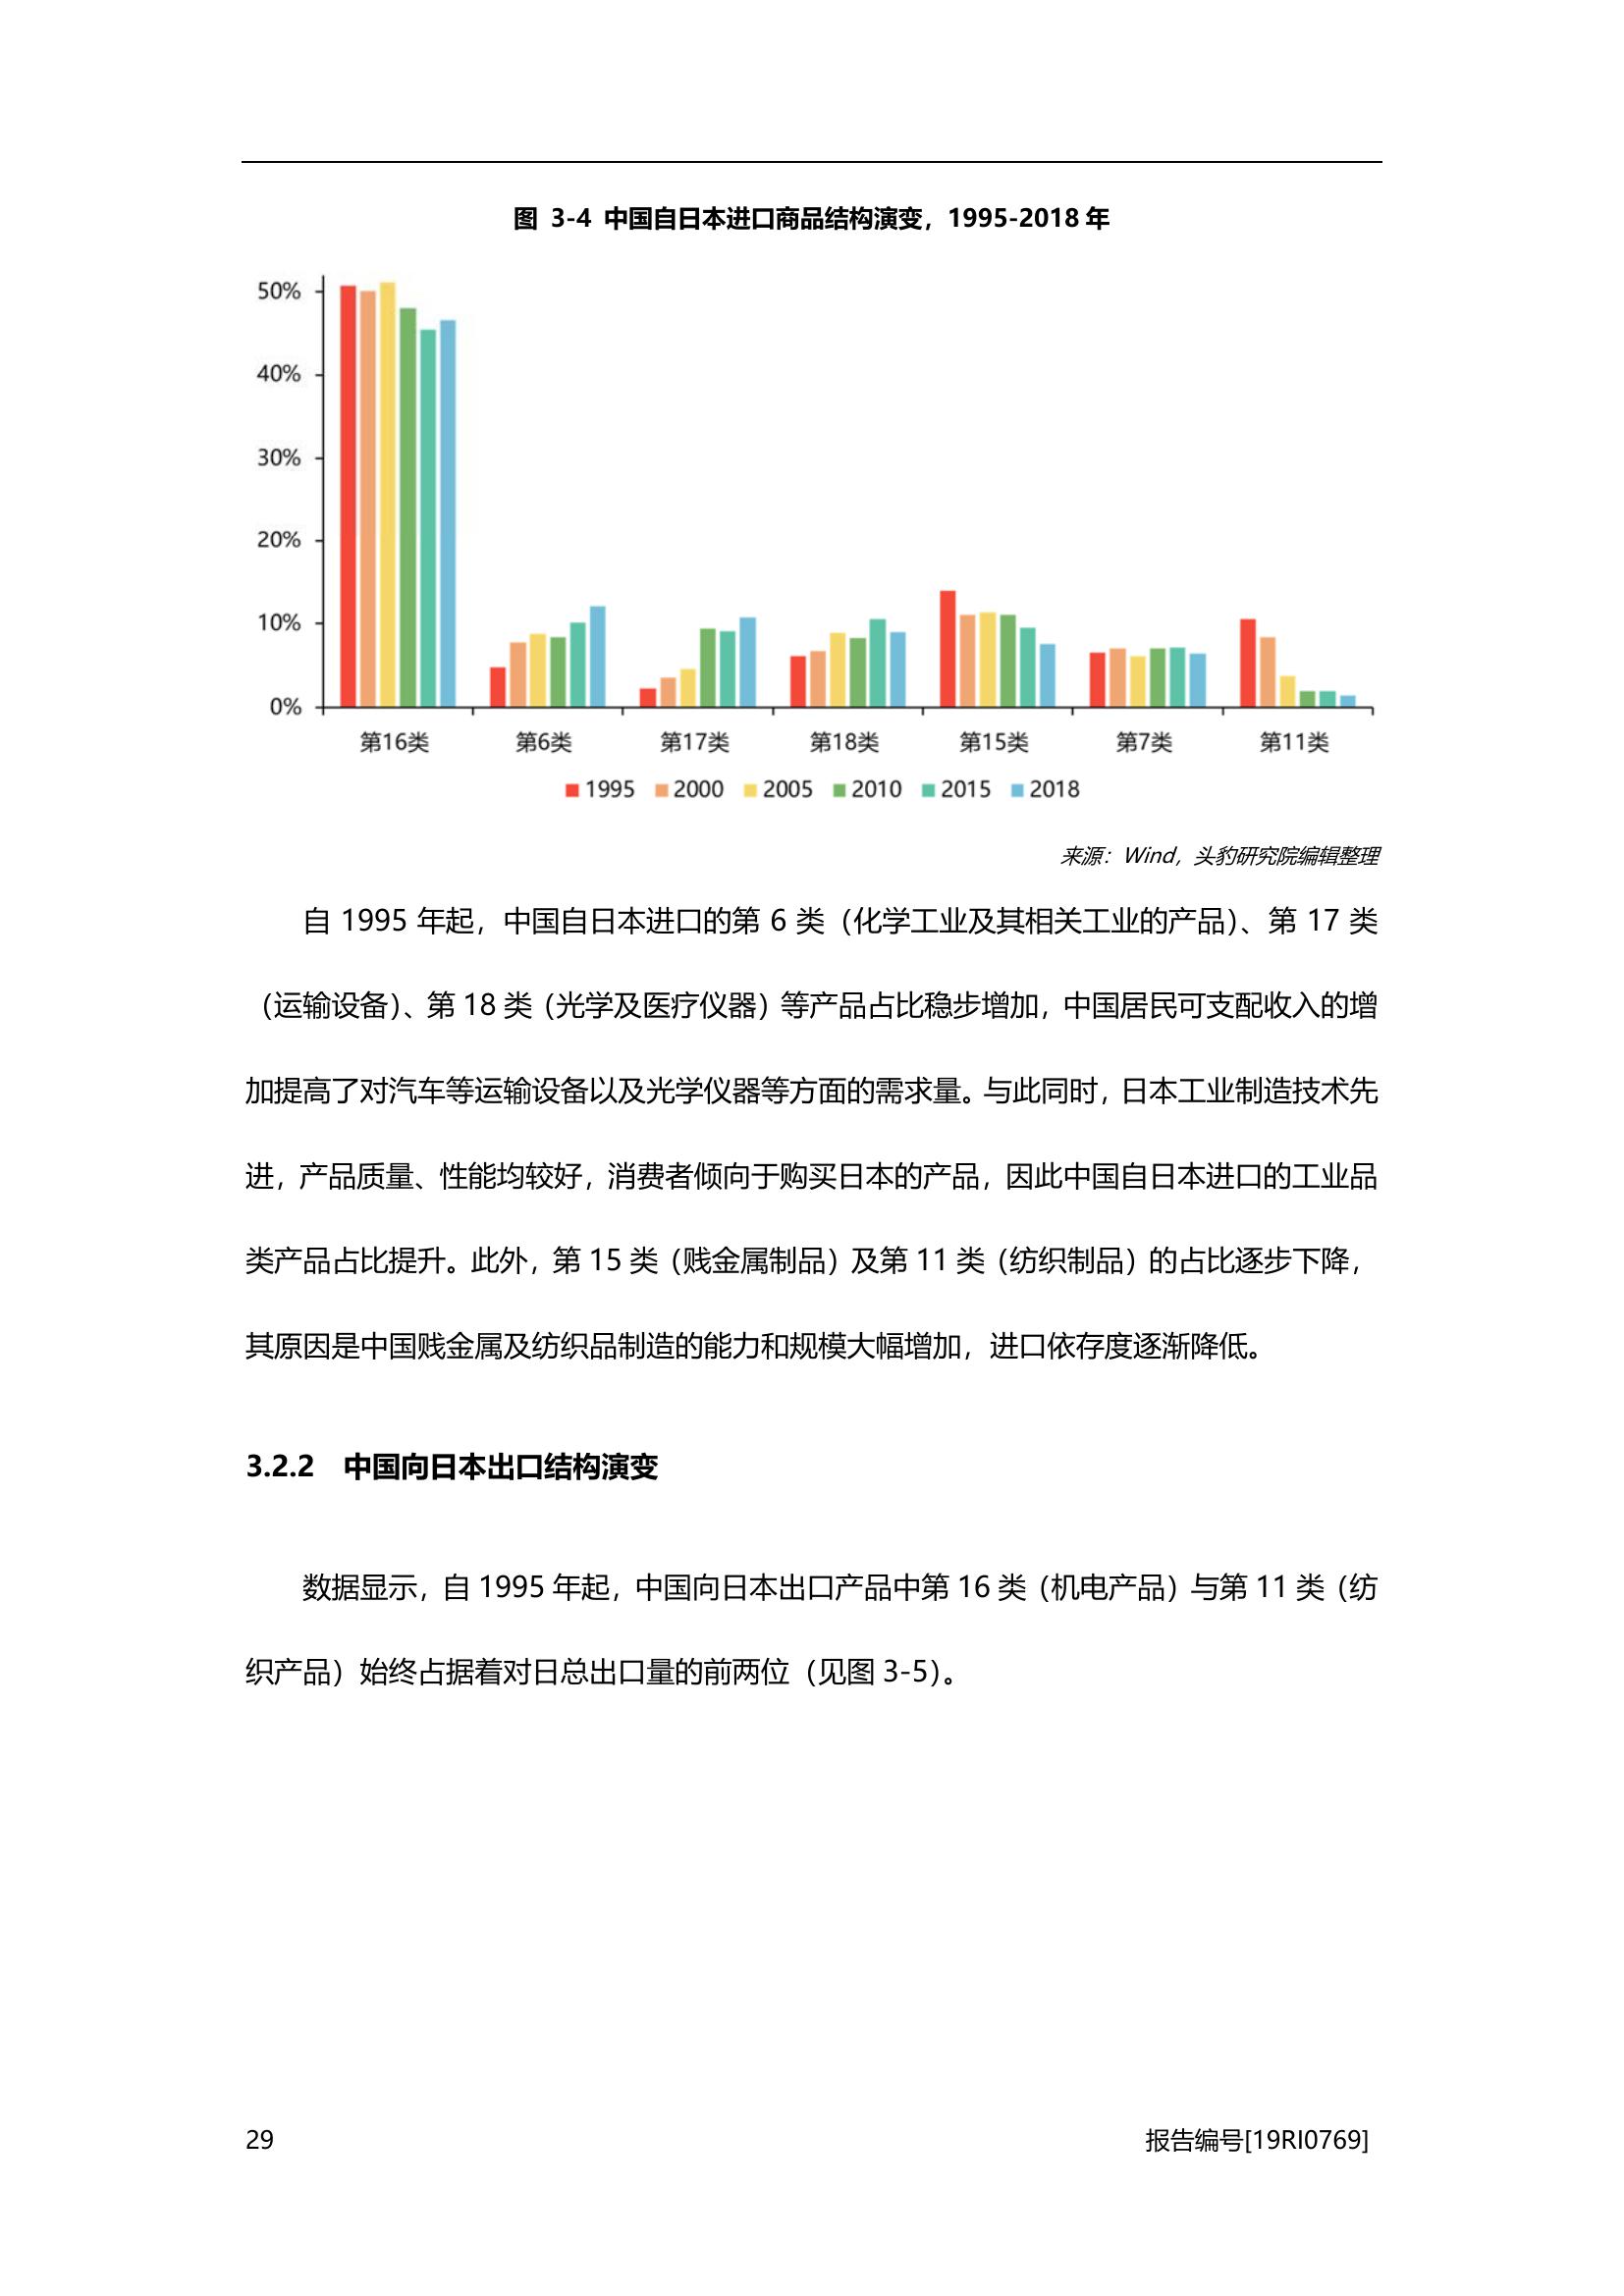 图 3-4 中国自日本进口商品结构演变，1995-2018 年
50%
40%
30%
20%
10%
0%
第16类 第6类 第17类 第18类 第15类 第7类 第11类
1995 2000 2005 2010 2015 2018
来源：Wind，头豹研究院编辑整理
自 1995 年起，中国自日本进口的第 6 类（化学工业及其相关工业的产品）、第 17 类
（运输设备）、第 18 类（光学及医疗仪器）等产品占比稳步增加，中国居民可支配收入的增
加提高了对汽车等运输设备以及光学仪器等方面的需求量。与此同时，日本工业制造技术先
进，产品质量、性能均较好，消费者倾向于购买日本的产品，因此中国自日本进口的工业品
类产品占比提升。此外，第 15 类（贱金属制品）及第 11 类（纺织制品）的占比逐步下降，
其原因是中国贱金属及纺织品制造的能力和规模大幅增加，进口依存度逐渐降低。
3.2.2 中国向日本出口结构演变
数据显示，自 1995 年起，中国向日本出口产品中第 16 类（机电产品）与第 11 类（纺
织产品）始终占据着对日总出口量的前两位（见图 3-5）。
29 报告编号[19RI0769]